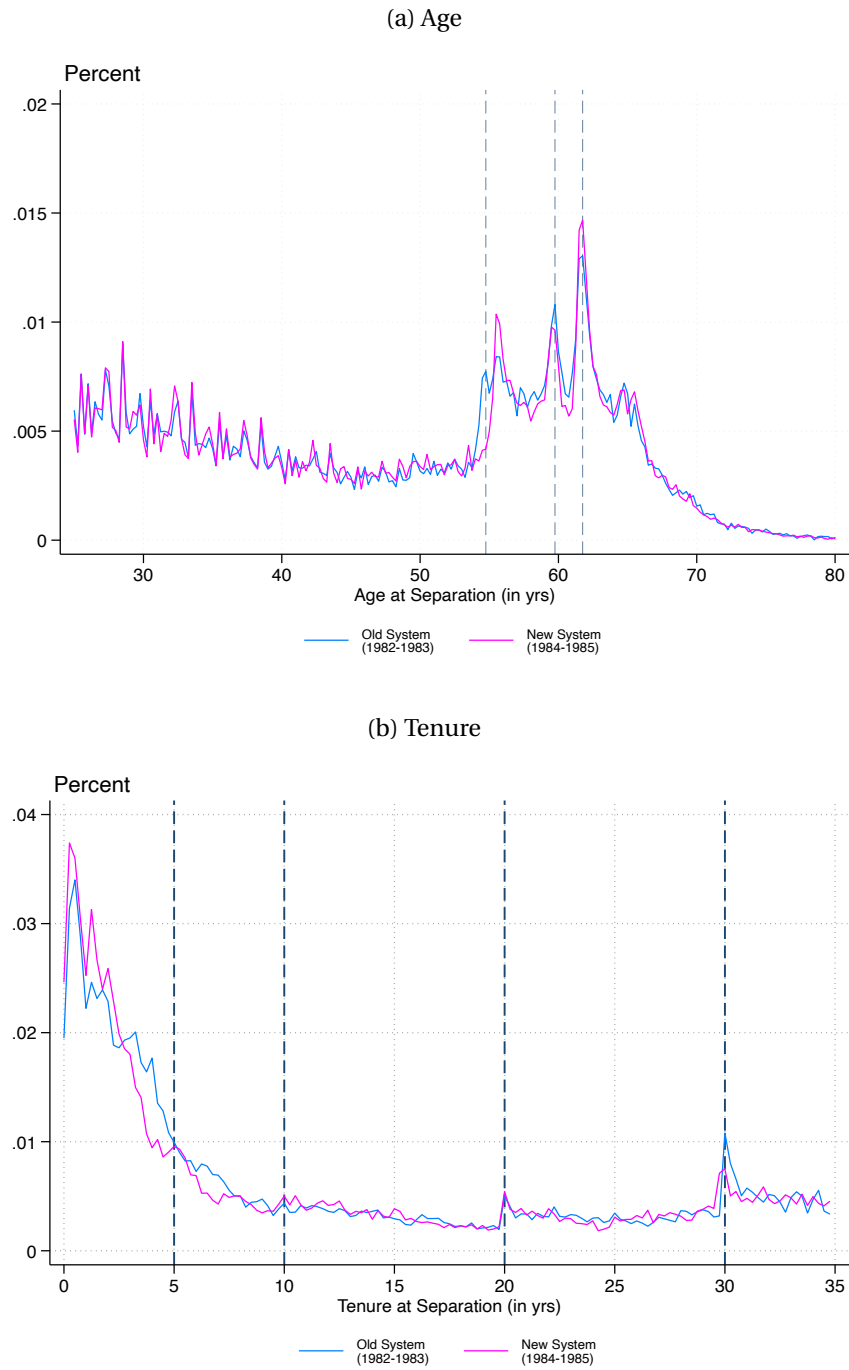 (a) Age
Percent
.02
.015
.01
.005
0
30 40 50 60 70 80
Age at Separation (in yrs)
Old System
(1982-1983)
New System
(1984-1985)
(b) Tenure
Percent
.04
.03
.02
.01
0
0 5 10 15 20 25 30 35
Tenure at Separation (in yrs)
Old System
(1982-1983)
New System
(1984-1985)